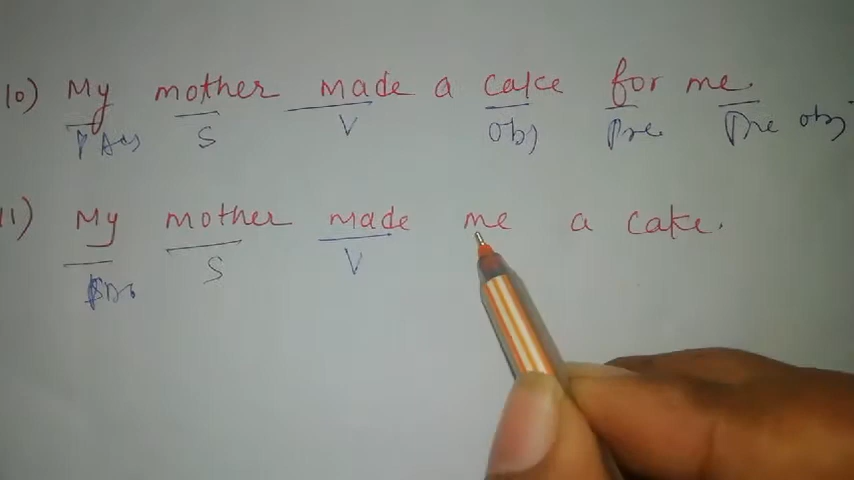 10) My mother made a cake for me.
S V Obj Pre Pre obj
11) My mother made me a cake.
S V